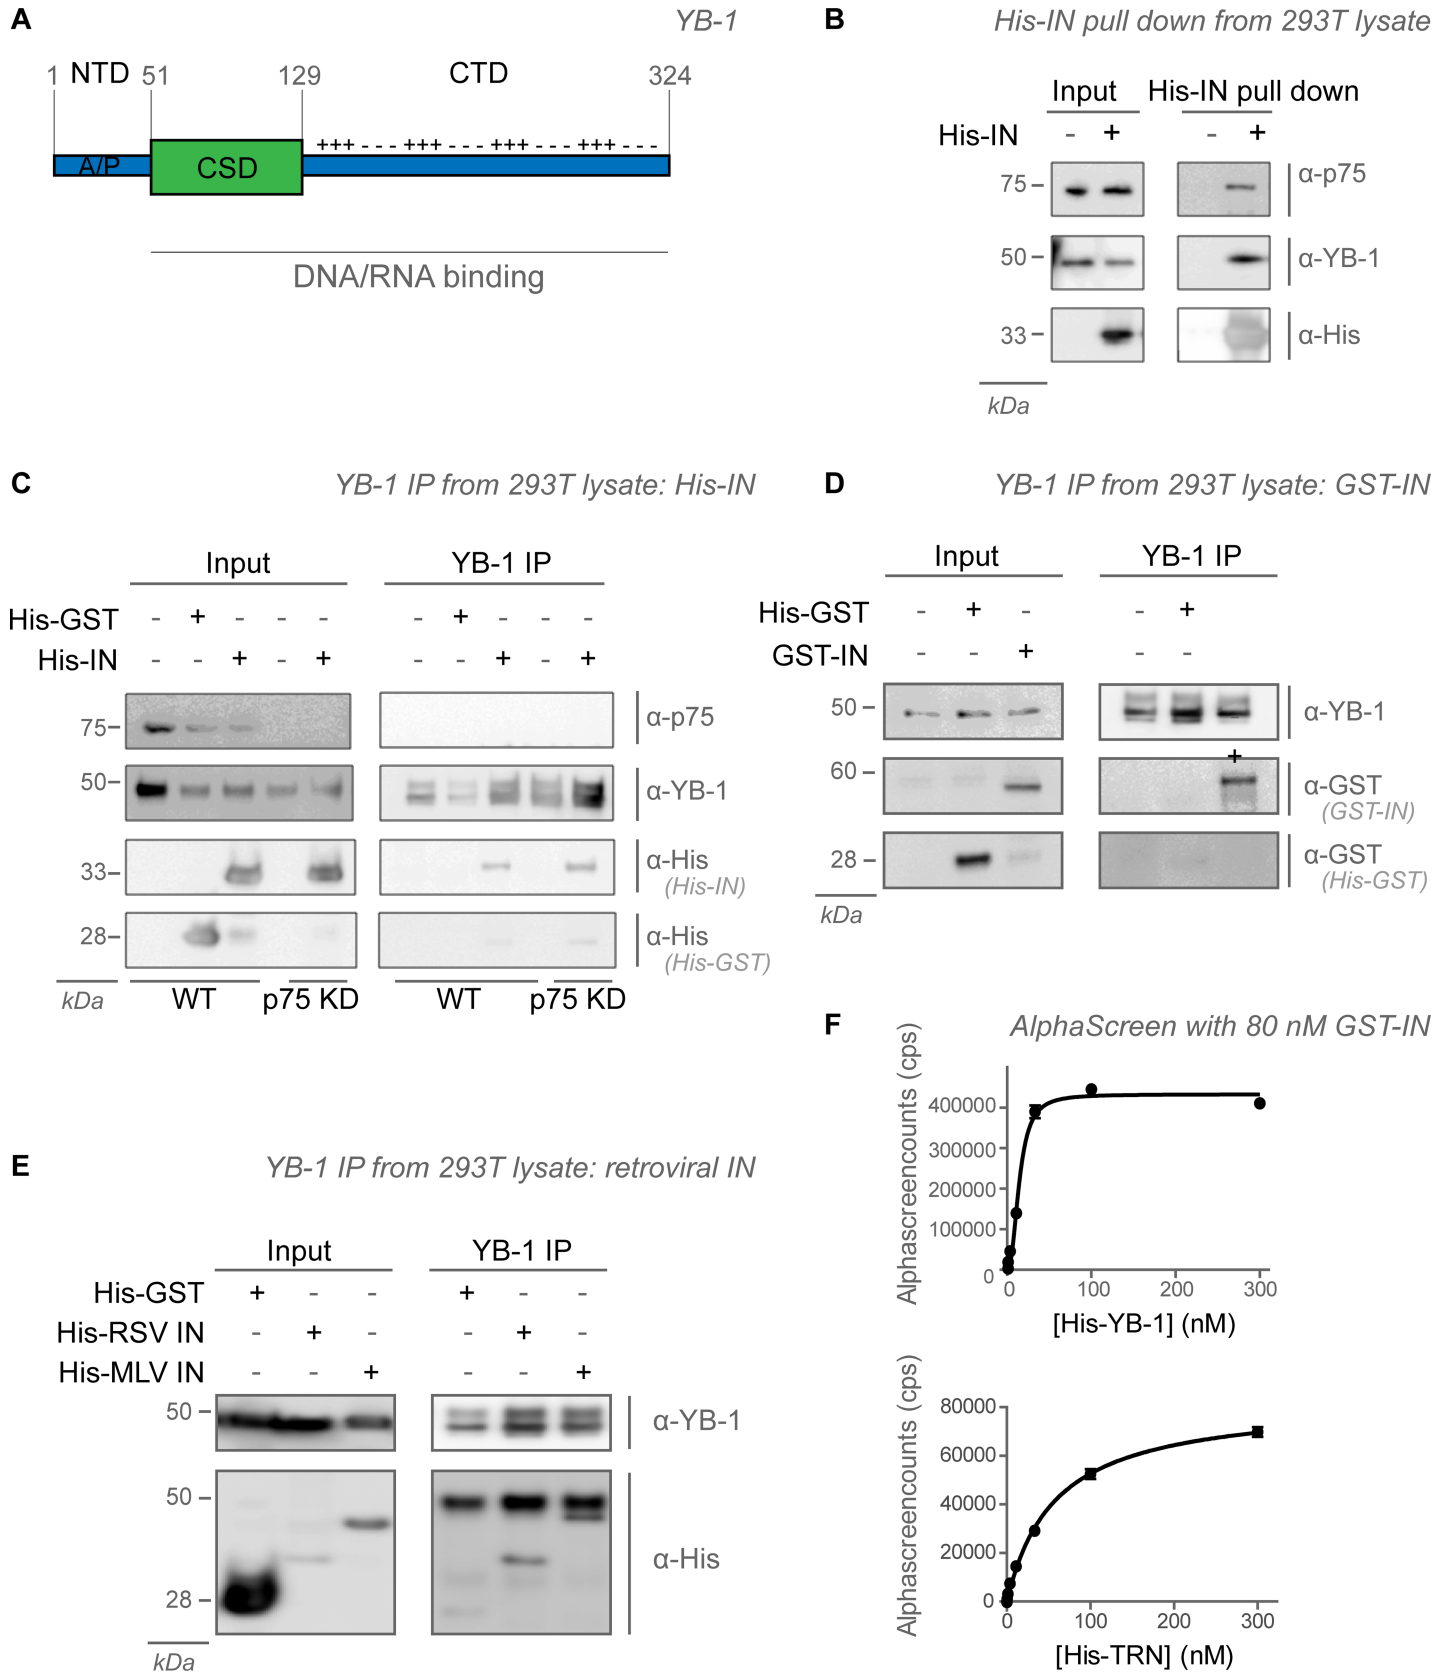 A
YB-1
1 NTD 51 129 CTD 324
+++ - - - +++ - - - +++ - - - +++ - - -
A/P CSD
DNA/RNA binding
B
His-IN pull down from 293T lysate
Input His-IN pull down
His-IN - + - +
75 α-p75
50 α-YB-1
33 α-His
kDa
C
YB-1 IP from 293T lysate: His-IN
Input YB-1 IP
His-GST - + - - - - + - - -
His-IN - - + - + - - + - +
75 α-p75
50 α-YB-1
33 α-His
(His-IN)
28 α-His
(His-GST)
kDa WT p75 KD WT p75 KD
D
YB-1 IP from 293T lysate: GST-IN
Input YB-1 IP
His-GST - + - - +
GST-IN - - + - -
50 α-YB-1
+
60 α-GST
(GST-IN)
28 α-GST
(His-GST)
kDa
E
YB-1 IP from 293T lysate: retroviral IN
Input YB-1 IP
His-GST + - - + - -
His-RSV IN - + - - + -
His-MLV IN - - + - - +
50 α-YB-1
50
α-His
28
kDa
F
AlphaScreen with 80 nM GST-IN
Alphascreencounts (cps)
400000
300000
200000
100000
0
0 100 200 300
[His-YB-1] (nM)
Alphascreencounts (cps)
80000
60000
40000
20000
0
0 100 200 300
[His-TRN] (nM)